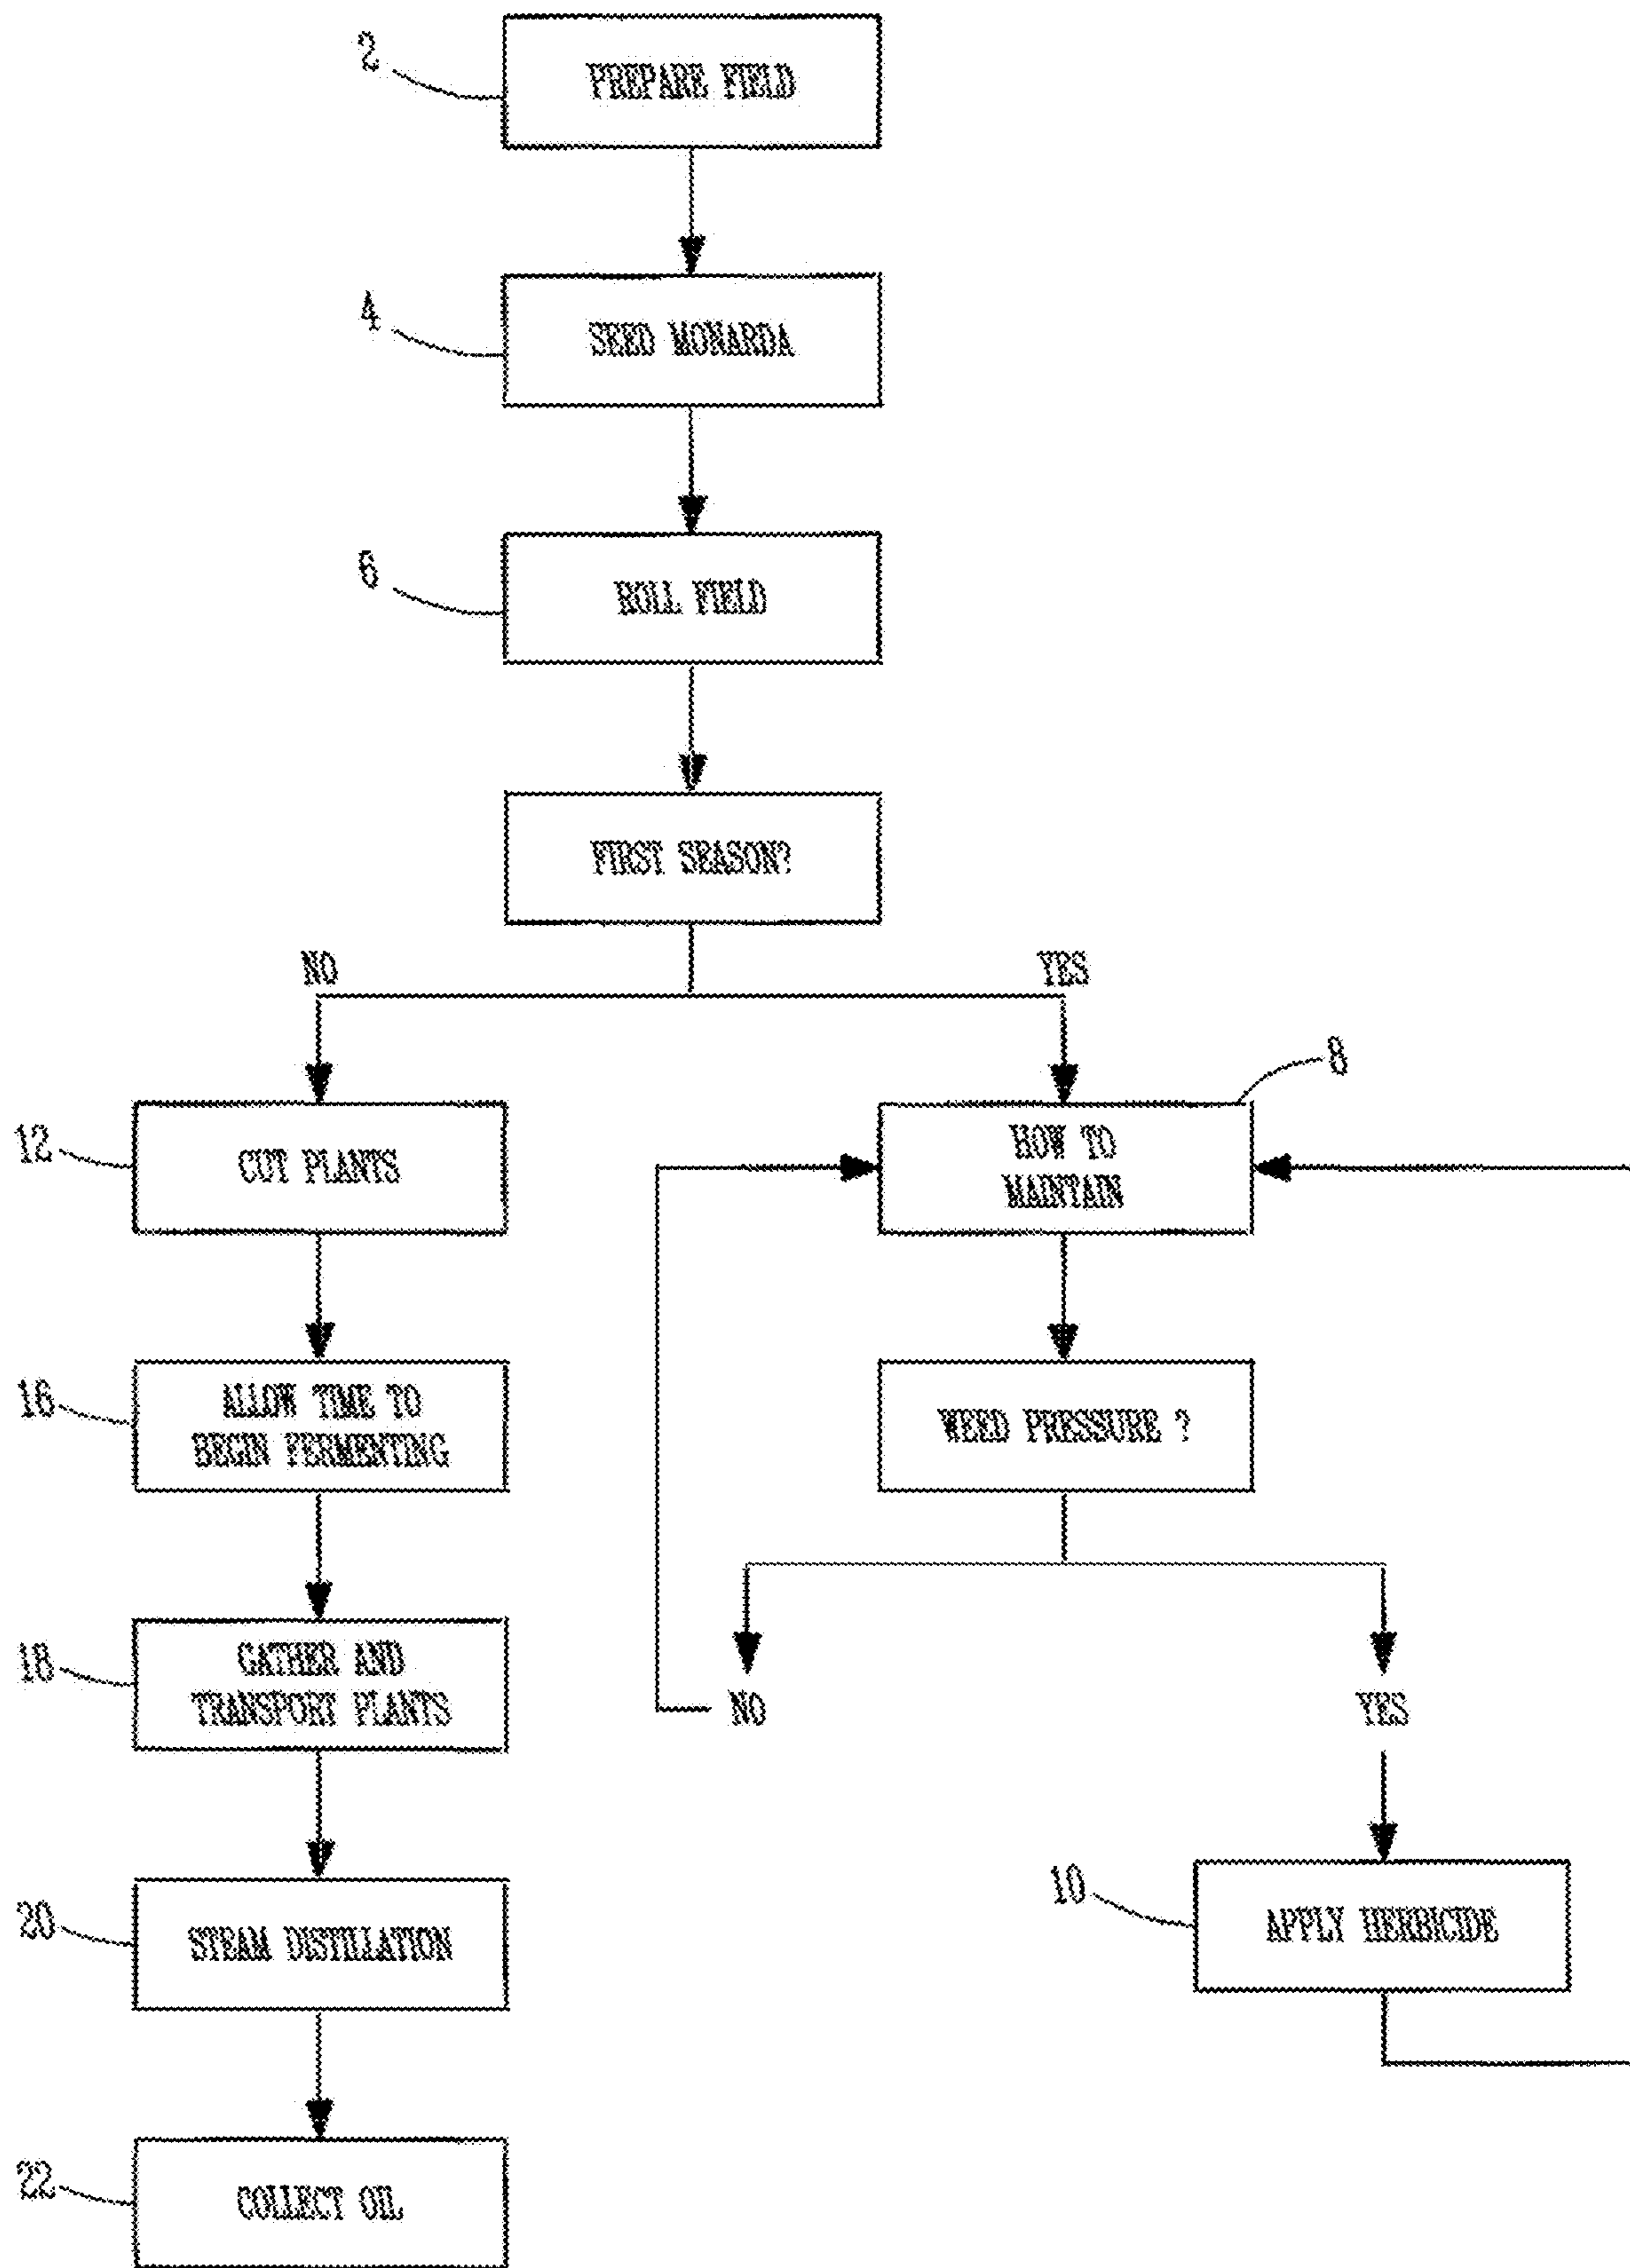 2
PREPARE FIELD
4
SEED MONARDA
6
ROLL FIELD
FIRST SEASON?
NO
YES
8
12
CUT PLANTS
HOW TO
MAINTAIN
16
ALLOW TIME TO
BEGIN FERMENTING
WEED PRESSURE ?
18
GATHER AND
TRANSPORT PLANTS
NO
YES
20
STEAM DISTILLATION
10
APPLY HERBICIDE
22
COLLECT OIL